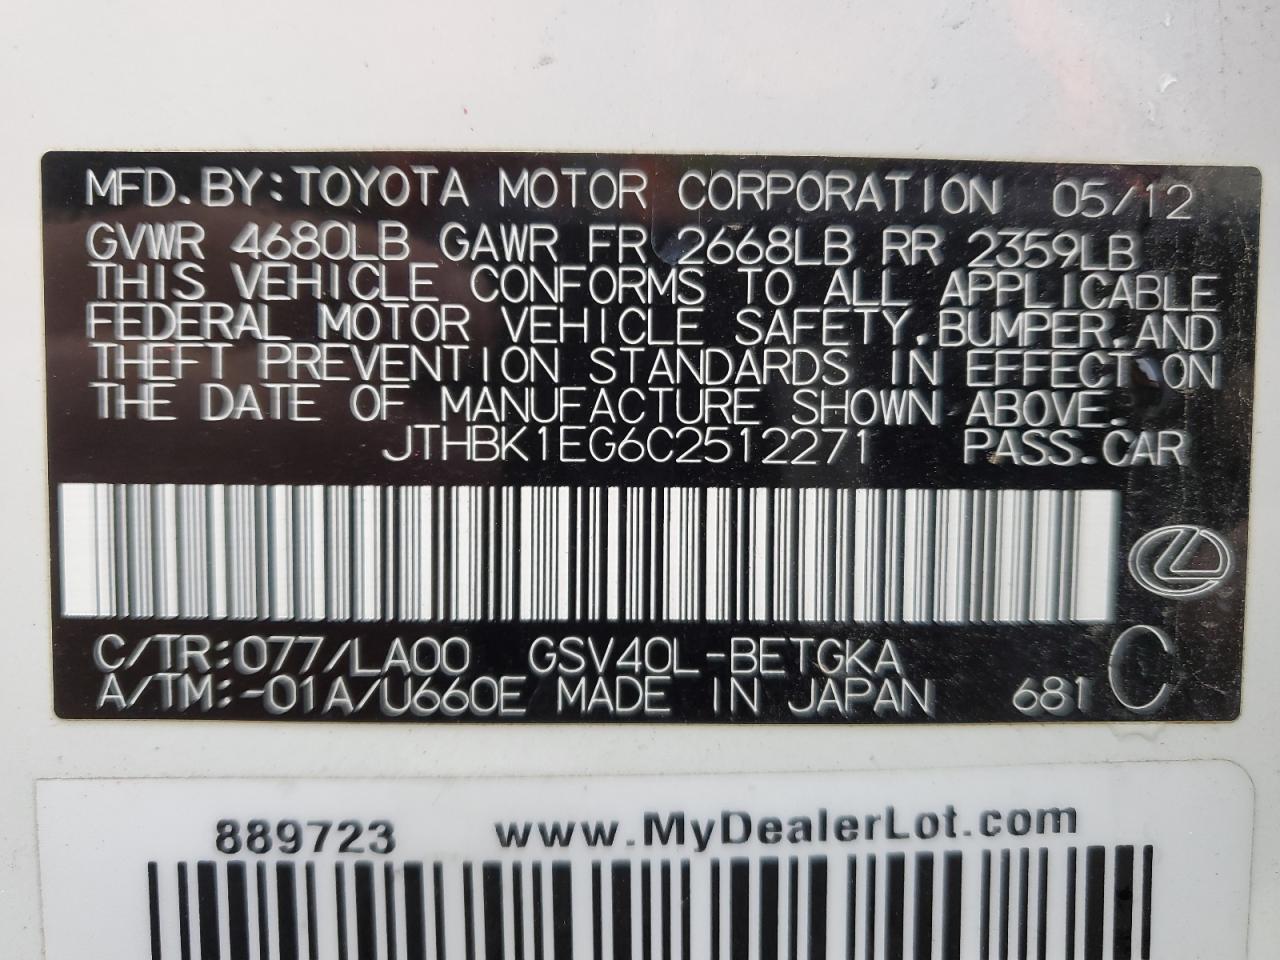 MFD. BY: TOYOTA MOTOR CORPORATION 05/12
GVWR 4680LB GAWR FR 2668LB RR 2359LB
THIS VEHICLE CONFORMS TO ALL APPLICABLE
FEDERAL MOTOR VEHICLE SAFETY, BUMPER, AND
THEFT PREVENTION STANDARDS IN EFFECT ON
THE DATE OF MANUFACTURE SHOWN ABOVE.
JTHBK1EG6C2512271 PASS. CAR
C/TR: 077/LA00 GSV40L-BETGKA
A/TM: -01A/U660E MADE IN JAPAN 681 C
889723 www.MyDealerLot.com